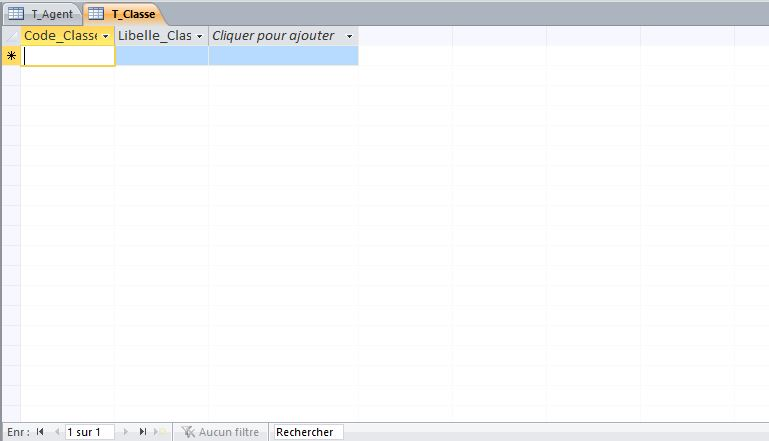 T_Agent T_Classe
Code_Classe Libelle_Clas Cliquer pour ajouter
Enr : 1 sur 1 Aucun filtre Rechercher